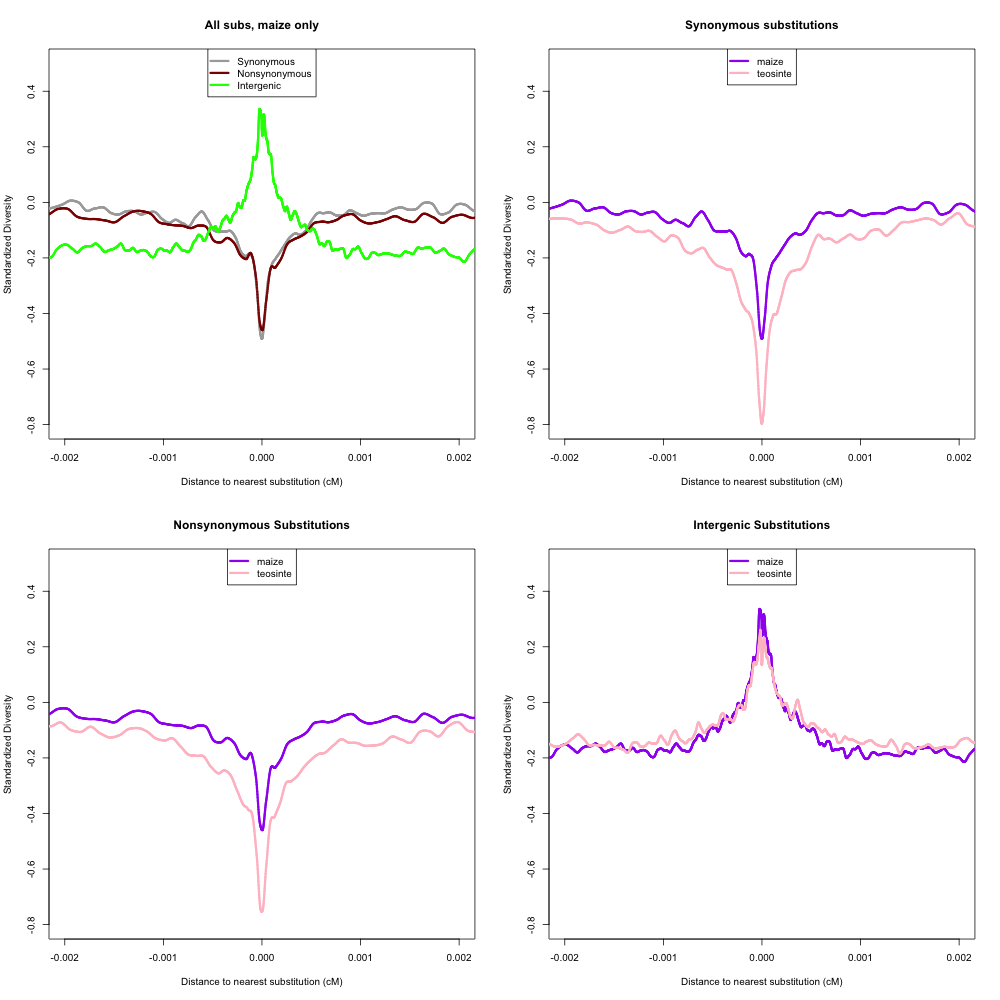 All subs, maize only
Synonymous
Nonsynonymous
Intergenic
Standardized Diversity
0.4
0.2
0.0
-0.2
-0.4
-0.6
-0.8
-0.002
-0.001
0.000
0.001
0.002
Distance to nearest substitution (cM)
Synonymous substitutions
maize
teosinte
Standardized Diversity
0.4
0.2
0.0
-0.2
-0.4
-0.6
-0.8
-0.002
-0.001
0.000
0.001
0.002
Distance to nearest substitution (cM)
Nonsynonymous Substitutions
maize
teosinte
Standardized Diversity
0.4
0.2
0.0
-0.2
-0.4
-0.6
-0.8
-0.002
-0.001
0.000
0.001
0.002
Distance to nearest substitution (cM)
Intergenic Substitutions
maize
teosinte
Standardized Diversity
0.4
0.2
0.0
-0.2
-0.4
-0.6
-0.8
-0.002
-0.001
0.000
0.001
0.002
Distance to nearest substitution (cM)